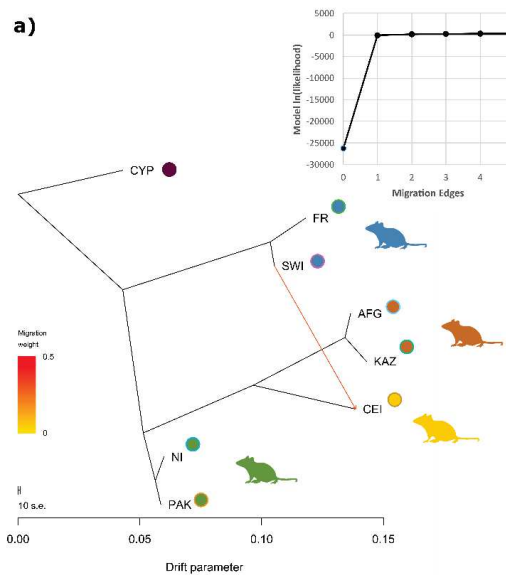 a)
5000
0
-5000
-10000
-15000
-20000
-25000
-30000
Model ln(likelihood)
0 1 2 3 4
Migration Edges
CYP
FR
SWI
AFG
KAZ
CEI
NI
PAK
Migration
weight
0.5
0
10 s.e.
0.00 0.05 0.10 0.15
Drift parameter